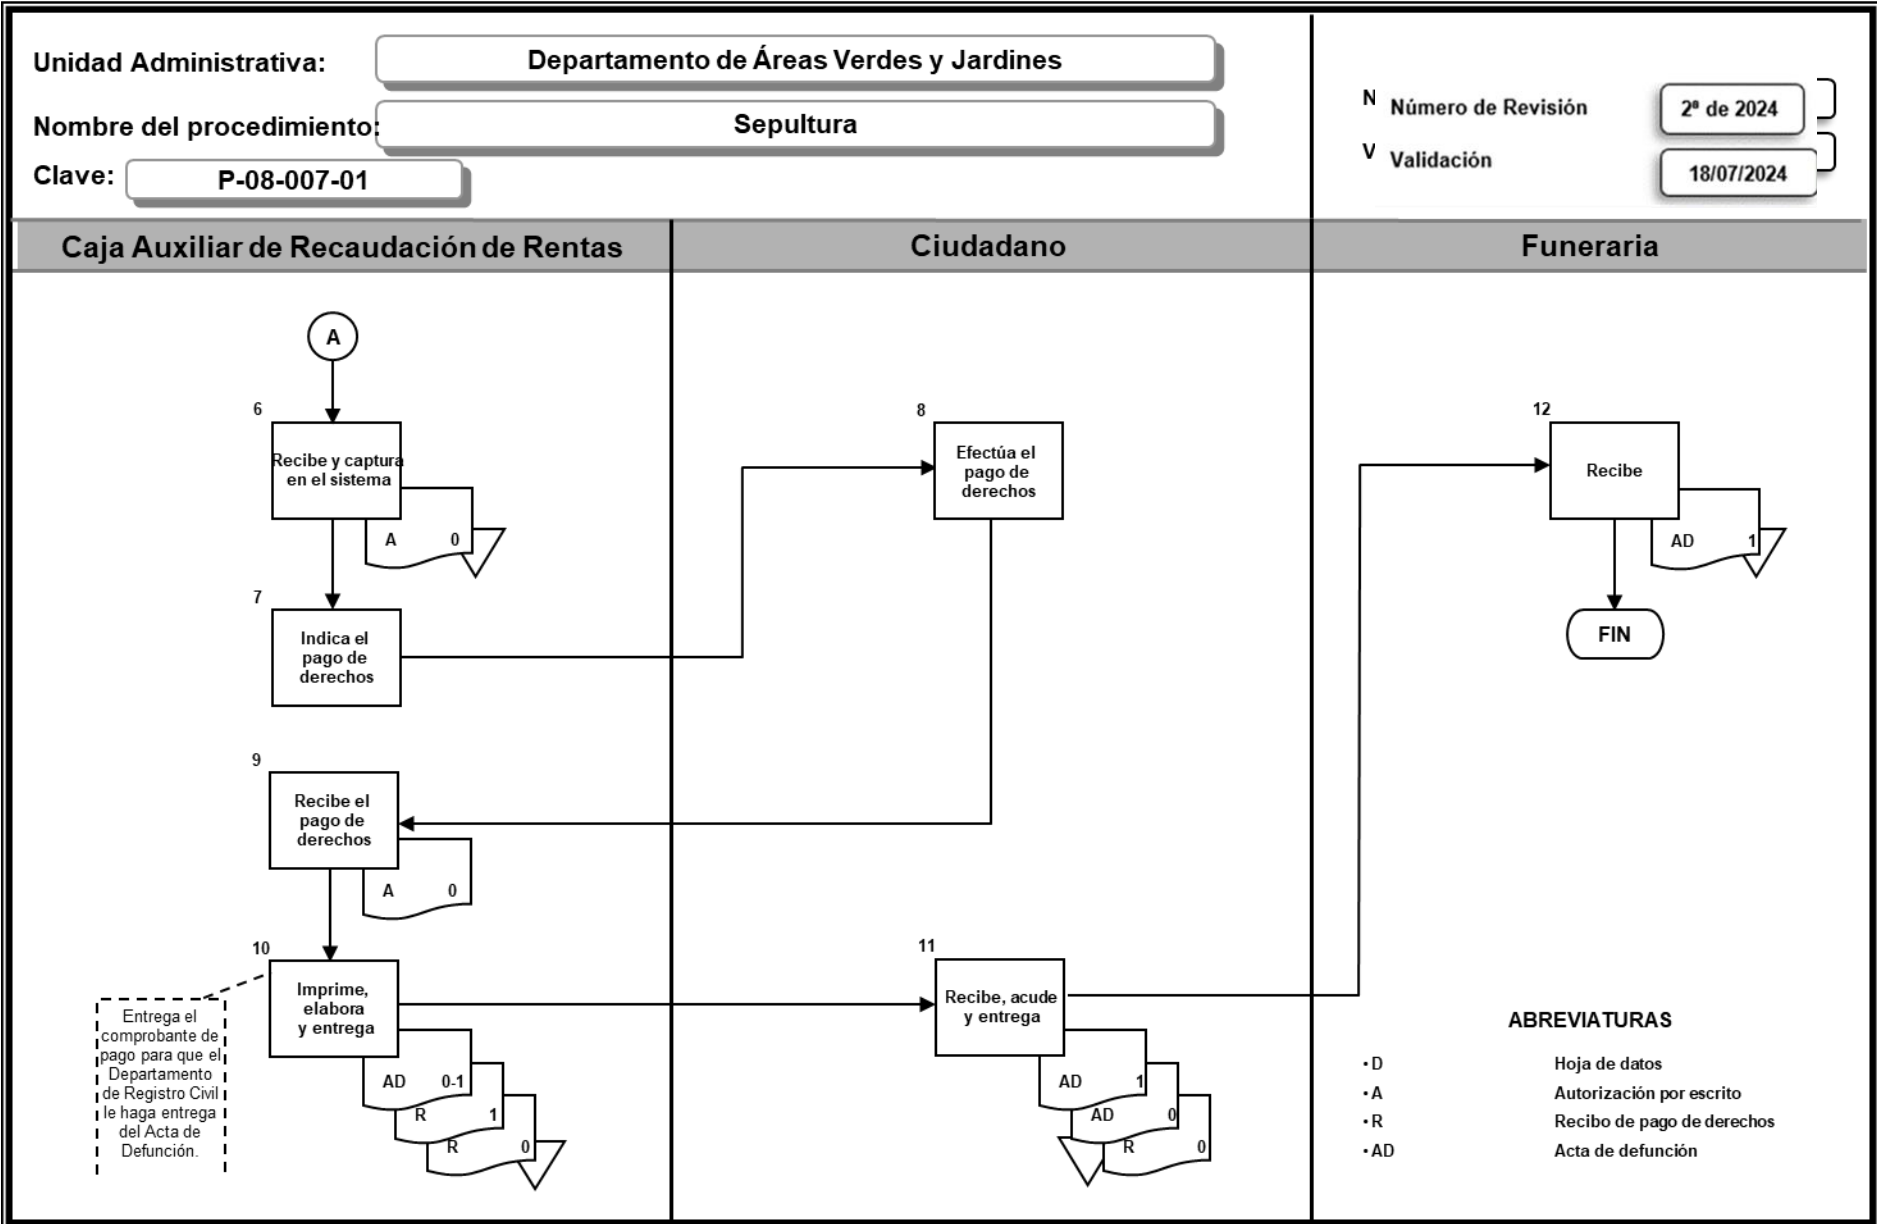 Unidad Administrativa:
Departamento de Áreas Verdes y Jardines
Nombre del procedimiento:
Sepultura
Clave:
P-08-007-01
N
Número de Revisión
2ª de 2024
V
Validación
18/07/2024
Caja Auxiliar de Recaudación de Rentas
Ciudadano
Funeraria
A
6
Recibe y captura
en el sistema
A 0
7
Indica el
pago de
derechos
8
Efectúa el
pago de
derechos
9
Recibe el
pago de
derechos
A 0
10
Imprime,
elabora
y entrega
AD 0-1
R 1
R 0
Entrega el
comprobante de
pago para que el
Departamento
de Registro Civil
le haga entrega
del Acta de
Defunción.
11
Recibe, acude
y entrega
AD 1
AD 0
R 0
12
Recibe
AD 1
FIN
ABREVIATURAS
•D Hoja de datos
•A Autorización por escrito
•R Recibo de pago de derechos
•AD Acta de defunción